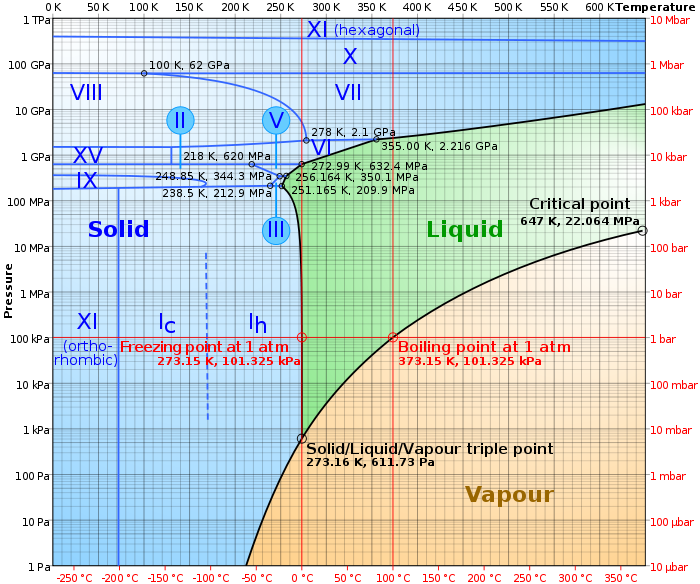 0 K 50 K 100 K 150 K 200 K 250 K 300 K 350 K 400 K 450 K 500 K 550 K 600 K Temperature
1 TPa
10 Mbar
XI (hexagonal)
X
100 GPa
1 Mbar
100 K, 62 GPa
VIII
VII
10 GPa
100 kbar
II
V
278 K, 2.1 GPa
VI
355.00 K, 2.216 GPa
XV
218 K, 620 MPa
1 GPa
10 kbar
272.99 K, 632.4 MPa
IX
248.85 K, 344.3 MPa
256.164 K, 350.1 MPa
238.5 K, 212.9 MPa
251.165 K, 209.9 MPa
100 MPa
1 kbar
Critical point
647 K, 22.064 MPa
Solid
III
Liquid
10 MPa
100 bar
Pressure
1 MPa
10 bar
XI
(ortho-
rhombic)
Ic
Ih
100 kPa
1 bar
Freezing point at 1 atm
273.15 K, 101.325 kPa
Boiling point at 1 atm
373.15 K, 101.325 kPa
10 kPa
100 mbar
1 kPa
10 mbar
Solid/Liquid/Vapour triple point
273.16 K, 611.73 Pa
100 Pa
1 mbar
Vapour
10 Pa
100 µbar
1 Pa
10 µbar
-250 °C -200 °C -150 °C -100 °C -50 °C 0 °C 50 °C 100 °C 150 °C 200 °C 250 °C 300 °C 350 °C